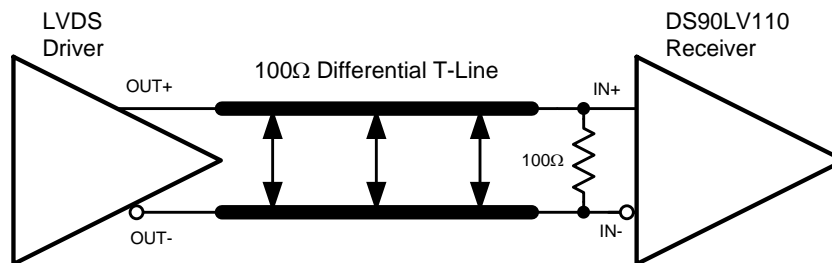 LVDS
Driver
DS90LV110
Receiver
100Ω Differential T-Line
OUT+
IN+
100Ω
OUT-
IN-